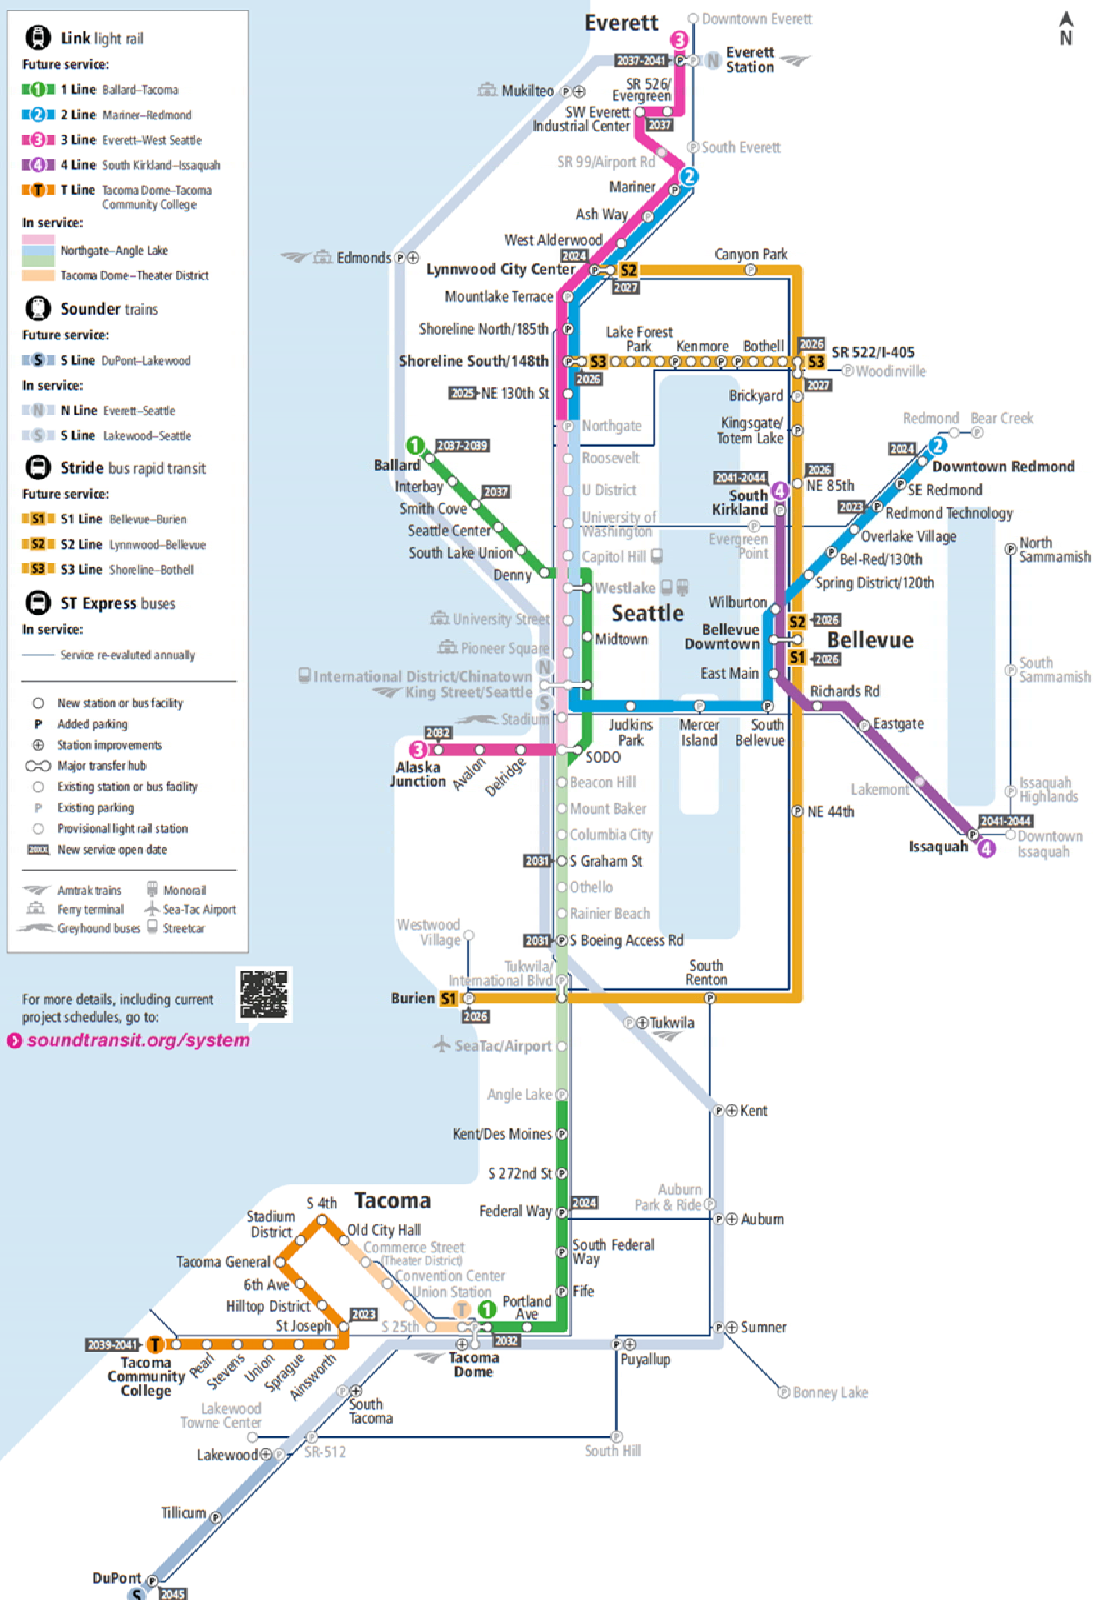 Link light rail
Future service:
1 1 Line Ballard–Tacoma
2 2 Line Mariner–Redmond
3 3 Line Everett–West Seattle
4 4 Line South Kirkland–Issaquah
T T Line Tacoma Dome–Tacoma
Community College
In service:
Northgate–Angle Lake
Tacoma Dome–Theater District
Sounder trains
Future service:
S S Line DuPont–Lakewood
In service:
N N Line Everett–Seattle
S S Line Lakewood–Seattle
Stride bus rapid transit
Future service:
S1 S1 Line Bellevue–Burien
S2 S2 Line Lynnwood–Bellevue
S3 S3 Line Shoreline–Bothell
ST Express buses
In service:
Service re-evaluted annually
New station or bus facility
P Added parking
Station improvements
Major transfer hub
Existing station or bus facility
P Existing parking
Provisional light rail station
20XX New service open date
Amtrak trains
Monorail
Ferry terminal
Sea-Tac Airport
Greyhound buses
Streetcar
For more details, including current
project schedules, go to:
soundtransit.org/system
N
Everett
Downtown Everett
3
2037-2041
P
P
N
Everett
Station
Mukilteo P
SR 526/
Evergreen
SW Everett
Industrial Center
2037
SR 99/Airport Rd
P South Everett
2
Mariner P
Ash Way P
West Alderwood
Edmonds P
2024
Lynnwood City Center P
S2
2027
Canyon Park
P
Mountlake Terrace P
Shoreline North/185th P
Shoreline South/148th P
S3
2026
Lake Forest
Park
Kenmore
Bothell
P
P
P
P
2026
S3
SR 522/I-405
P Woodinville
2027
2025 NE 130th St
Brickyard P
P Northgate
Kingsgate/
Totem Lake P
Redmond
Bear Creek
P
2024
2
Downtown Redmond
1
2037-2039
Ballard
Interbay
Smith Cove
2037
Seattle Center
South Lake Union
Denny
Roosevelt
U District
University of
Washington
Capitol Hill
Westlake
2041-2044
4
South
Kirkland
P
2026
NE 85th
P
Evergreen
Point
P SE Redmond
2023
P Redmond Technology
Overlake Village
P Bel-Red/130th
Spring District/120th
P North
Sammamish
Seattle
University Street
Midtown
Pioneer Square
N
International District/Chinatown
King Street/Seattle
S
Stadium
Wilburton
S2 2026
Bellevue
Downtown
Bellevue
S1 2026
East Main
Richards Rd
P South
Sammamish
Judkins
Park
P
Mercer
Island
P
South
Bellevue
P Eastgate
2032
3
Alaska
Junction
Avalon
Delridge
SODO
Beacon Hill
Mount Baker
Columbia City
2031 S Graham St
Othello
Rainier Beach
2031 P S Boeing Access Rd
Lakemont
P Issaquah
Highlands
P NE 44th
2041-2044
Issaquah P
4
Downtown
Issaquah
Westwood
Village
Tukwila/
International Blvd
P
South
Renton
P
Burien S1 P
2026
P Tukwila
SeaTac/Airport
Angle Lake P
P Kent
Kent/Des Moines P
S 272nd St P
2024
Federal Way P
Auburn
Park & Ride P
P Auburn
South Federal
Way
P
P Fife
Tacoma
S 4th
Stadium
District
Old City Hall
Tacoma General
Commerce Street
(Theater District)
6th Ave
Convention Center
Hilltop District
Union Station
T
1
Portland
Ave
2023
St Joseph
S 25th
P
2032
P Sumner
2039-2041
T
Tacoma
Community
College
Pearl
Stevens
Union
Sprague
Ainsworth
Tacoma
Dome
P
Puyallup
P Bonney Lake
P
South
Tacoma
Lakewood
Towne Center
P
SR-512
P
South Hill
Lakewood P
Tillicum P
DuPont P
S
2045